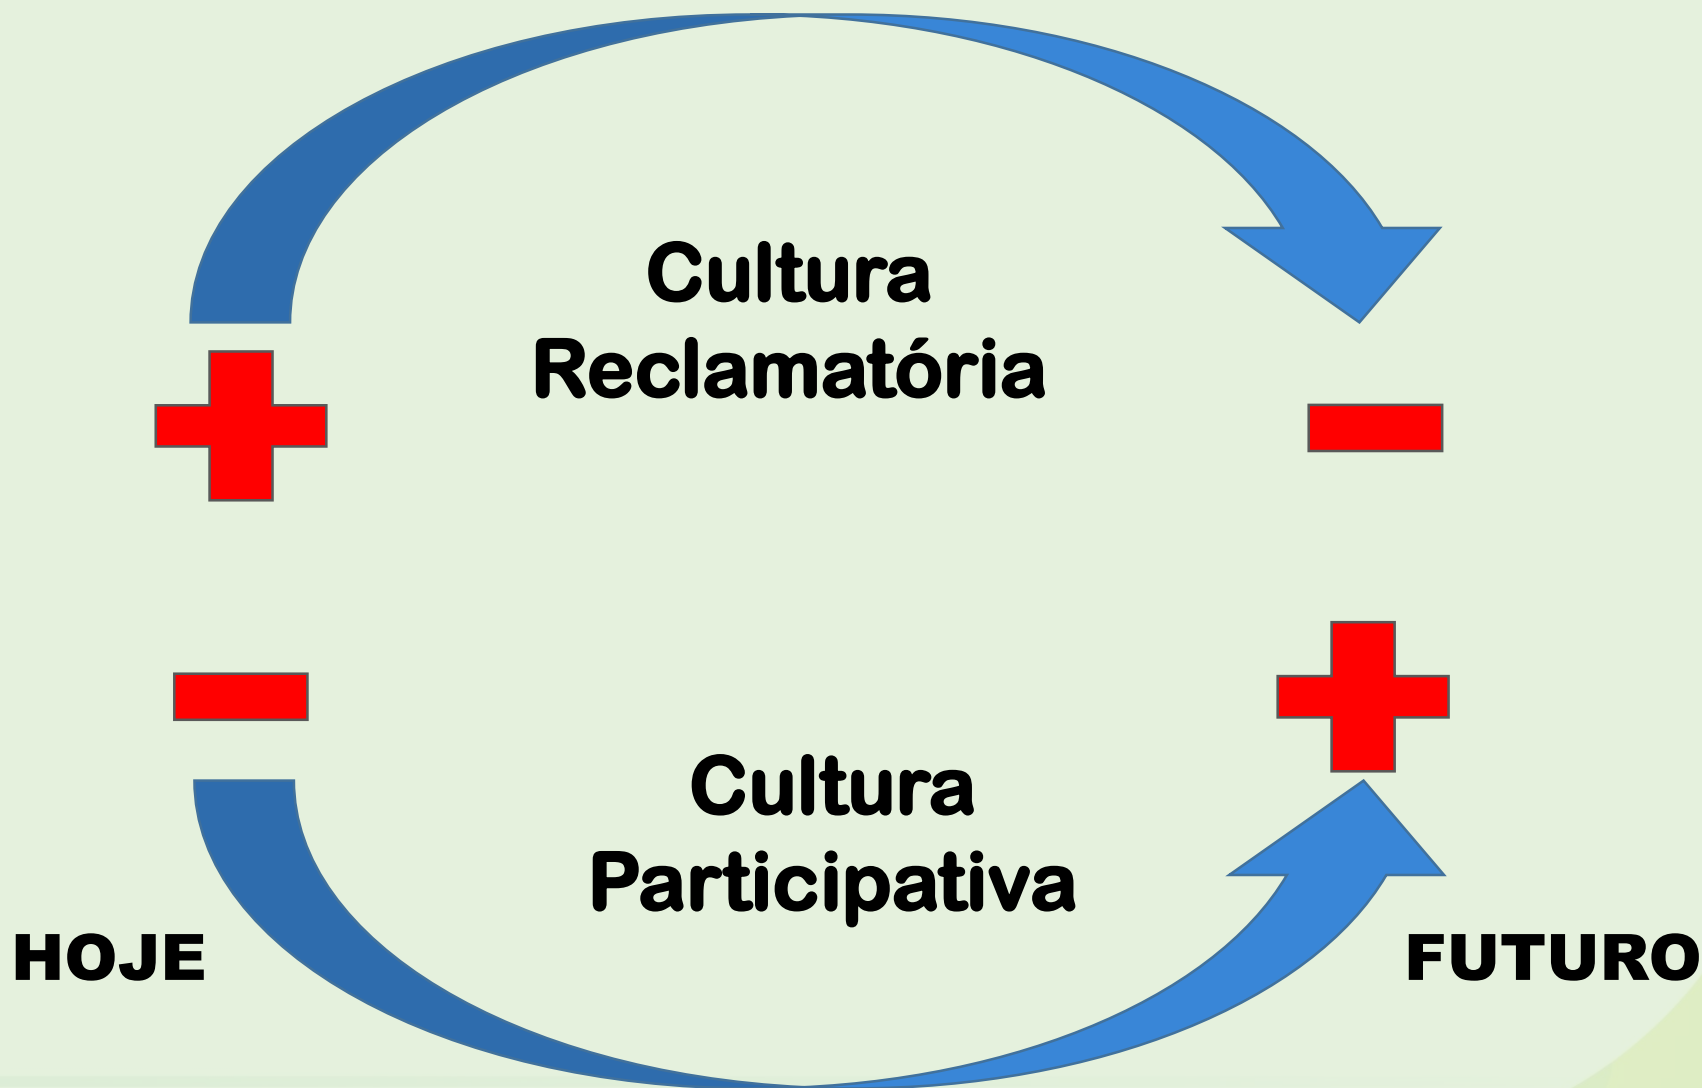 Cultura
Reclamatória
Cultura
Participativa
HOJE
FUTURO